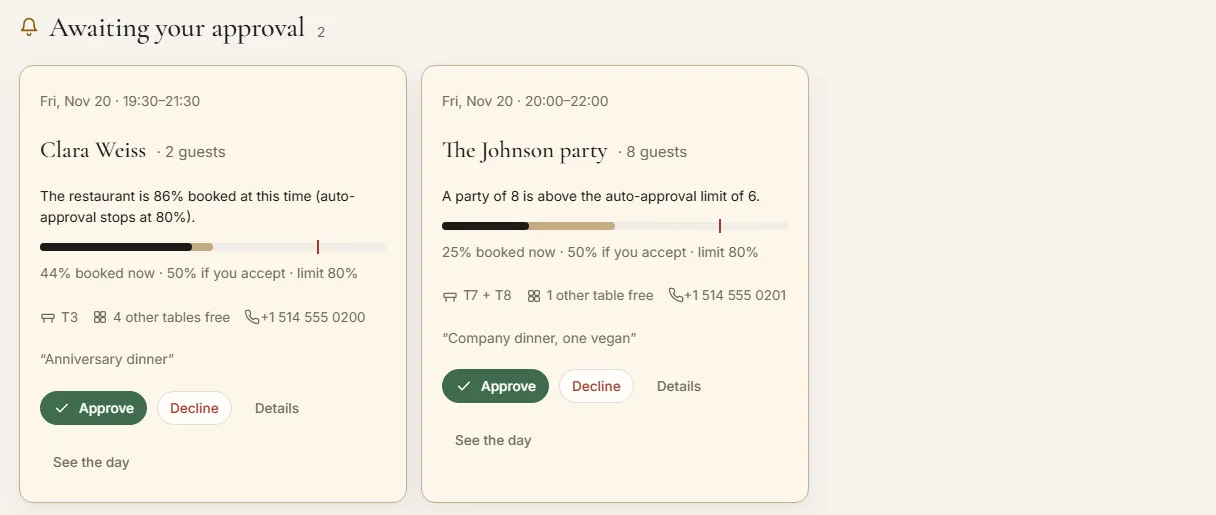 Awaiting your approval 2
Fri, Nov 20 · 19:30–21:30
Clara Weiss · 2 guests
The restaurant is 86% booked at this time (auto-
approval stops at 80%).
44% booked now · 50% if you accept · limit 80%
T3 4 other tables free +1 514 555 0200
“Anniversary dinner”
Approve Decline Details
See the day
Fri, Nov 20 · 20:00–22:00
The Johnson party · 8 guests
A party of 8 is above the auto-approval limit of 6.
25% booked now · 50% if you accept · limit 80%
T7 + T8 1 other table free +1 514 555 0201
“Company dinner, one vegan”
Approve Decline Details
See the day